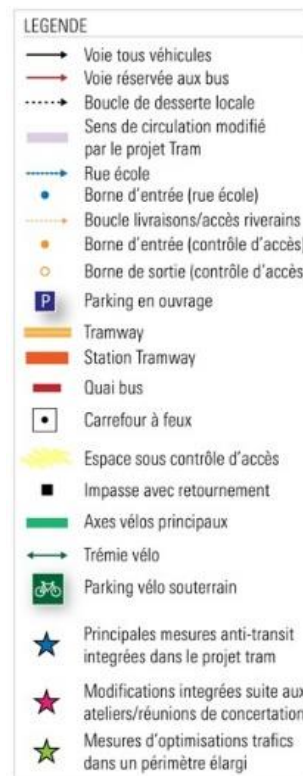 LEGENDE
Voie tous véhicules
Voie réservée aux bus
Boucle de desserte locale
Sens de circulation modifié
par le projet Tram
Rue école
Borne d'entrée (rue école)
Boucle livraisons/accès riverains
Borne d'entrée (contrôle d'accès)
Borne de sortie (contrôle d'accès
P Parking en ouvrage
Tramway
Station Tramway
Quai bus
Carrefour à feux
Espace sous contrôle d'accès
Impasse avec retournement
Axes vélos principaux
Trémie vélo
Parking vélo souterrain
Principales mesures anti-transit
integrées dans le projet tram
Modifications integrées suite aux
ateliers/réunions de concertation
Mesures d'optimisations trafics
dans un périmètre élargi